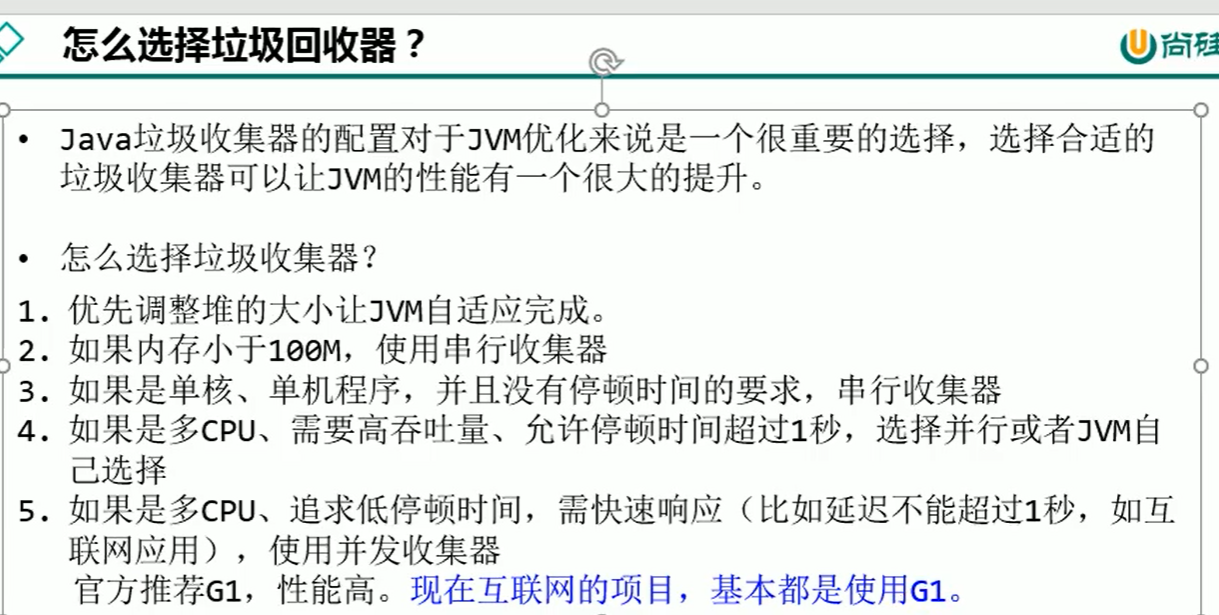 怎么选择垃圾回收器？
尚硅
• Java垃圾收集器的配置对于JVM优化来说是一个很重要的选择，选择合适的
垃圾收集器可以让JVM的性能有一个很大的提升。
• 怎么选择垃圾收集器？
1. 优先调整堆的大小让JVM自适应完成。
2. 如果内存小于100M，使用串行收集器
3. 如果是单核、单机程序，并且没有停顿时间的要求，串行收集器
4. 如果是多CPU、需要高吞吐量、允许停顿时间超过1秒，选择并行或者JVM自
己选择
5. 如果是多CPU、追求低停顿时间，需快速响应（比如延迟不能超过1秒，如互
联网应用），使用并发收集器
官方推荐G1，性能高。现在互联网的项目，基本都是使用G1。